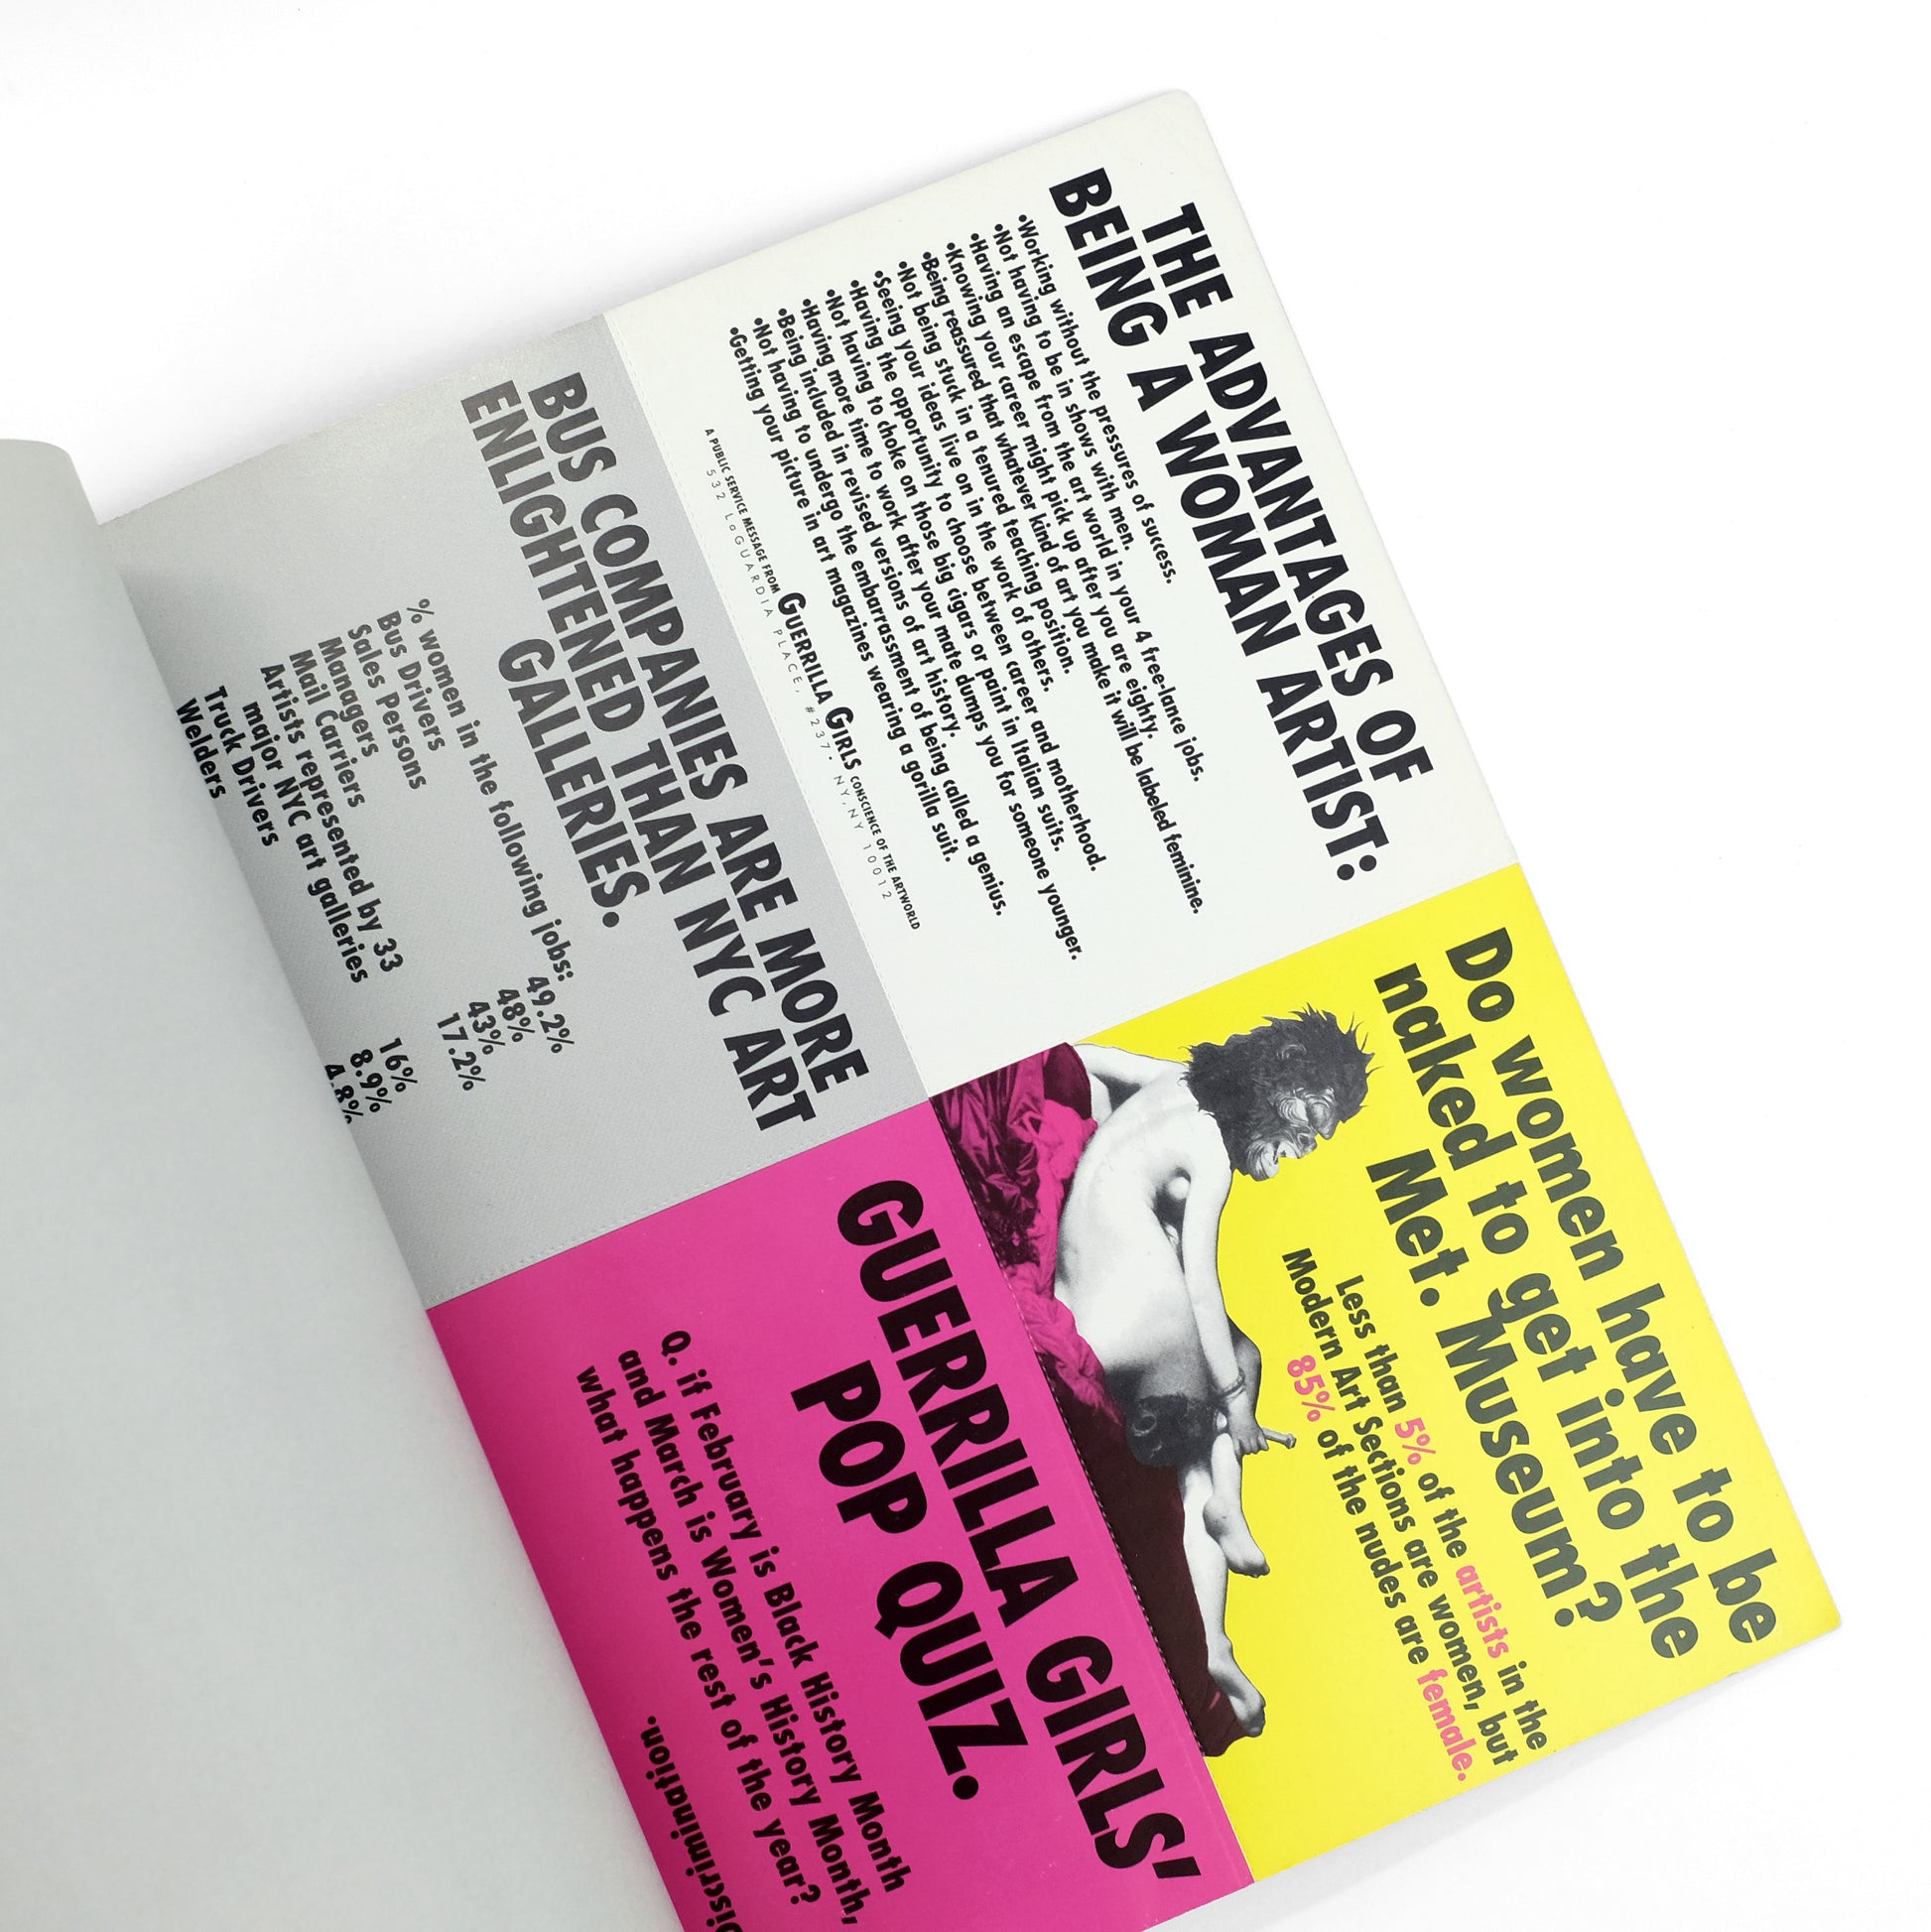 THE ADVANTAGES OF
BEING A WOMAN ARTIST:
•Working without the pressures of success.
•Not having to be in shows with men.
•Having an escape from the art world in your 4 free-lance jobs.
•Knowing your career might pick up after you are eighty.
•Being reassured that whatever kind of art you make it will be labeled feminine.
•Not being stuck in a tenured teaching position.
•Seeing your ideas live on in the work of others.
•Having the opportunity to choose between career and motherhood.
•Not having to choke on those big cigars or paint in Italian suits.
•Having more time to work after your mate dumps you for someone younger.
•Being included in revised versions of art history.
•Not having to undergo the embarrassment of being called a genius.
•Getting your picture in art magazines wearing a gorilla suit.
A PUBLIC SERVICE MESSAGE FROM GUERRILLA GIRLS CONSCIENCE OF THE ARTWORLD
532 LaGUARDIA PLACE, #237• NY, NY 10012
Do women have to be
naked to get into the
Met. Museum?
Less than 5% of the artists in the
Modern Art Sections are women, but
85% of the nudes are female.
BUS COMPANIES ARE MORE
ENLIGHTENED THAN NYC ART
GALLERIES.
% women in the following jobs:
Bus Drivers 49.2%
Sales Persons 48%
Managers 43%
Mail Carriers 17.2%
Artists represented by 33
major NYC art galleries 16%
Truck Drivers 8.9%
Welders 4.8%
GUERRILLA GIRLS'
POP QUIZ.
Q. if February is Black History Month
and March is Women's History Month,
what happens the rest of the year?
Discrimination.